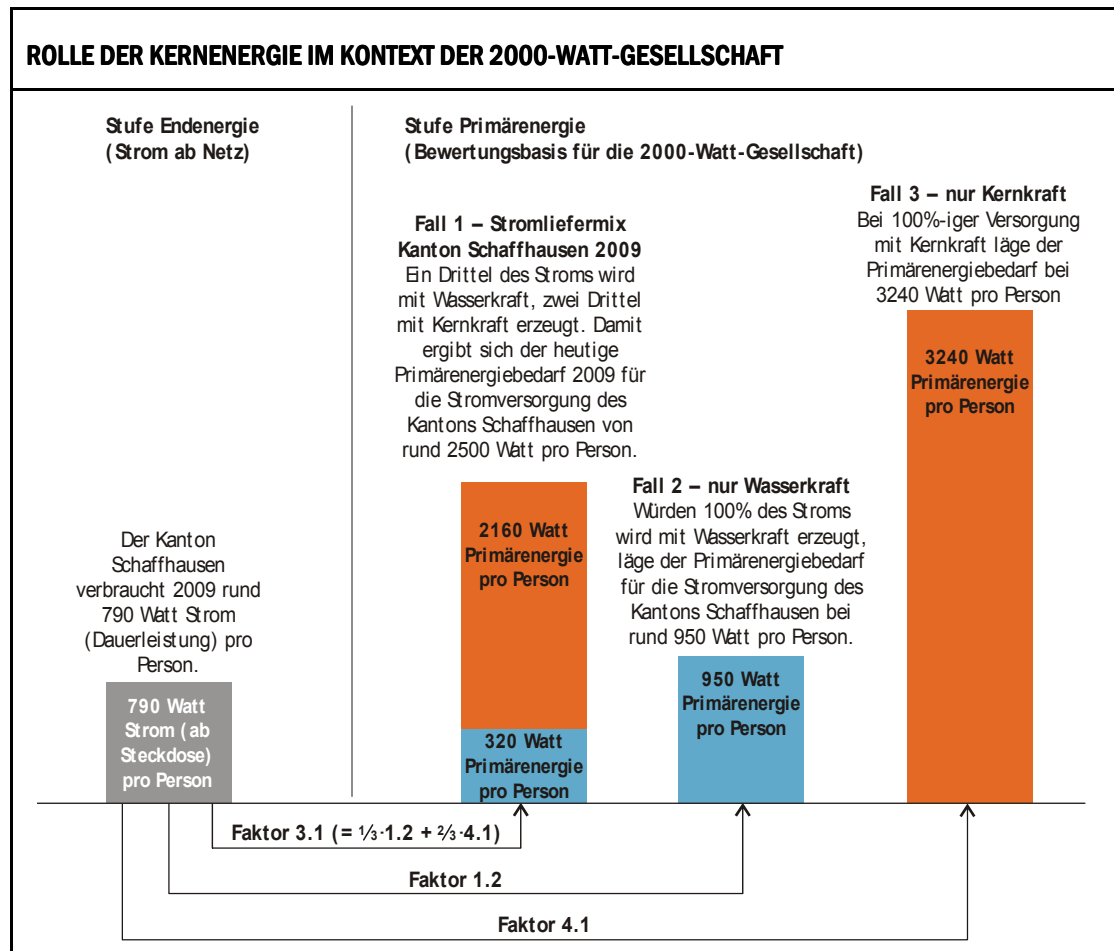 ROLLE DER KERNENERGIE IM KONTEXT DER 2000-WATT-GESELLSCHAFT
Stufe Endenergie
(Strom ab Netz)
Stufe Primärenergie
(Bewertungsbasis für die 2000-Watt-Gesellschaft)
Fall 1 – Stromliefermix
Kanton Schaffhausen 2009
Ein Drittel des Stroms wird
mit Wasserkraft, zwei Drittel
mit Kernkraft erzeugt. Damit
ergibt sich der heutige
Primärenergiebedarf 2009 für
die Stromversorgung des
Kantons Schaffhausen von
rund 2500 Watt pro Person.
Fall 3 – nur Kernkraft
Bei 100%-iger Versorgung
mit Kernkraft läge der
Primärenergiebedarf bei
3240 Watt pro Person
3240 Watt
Primärenergie
pro Person
Fall 2 – nur Wasserkraft
Würden 100% des Stroms
wird mit Wasserkraft erzeugt,
läge der Primärenergiebedarf
für die Stromversorgung des
Kantons Schaffhausen bei
rund 950 Watt pro Person.
Der Kanton
Schaffhausen
verbraucht 2009 rund
790 Watt Strom
(Dauerleistung) pro
Person.
790 Watt
Strom (ab
Steckdose)
pro Person
2160 Watt
Primärenergie
pro Person
320 Watt
Primärenergie
pro Person
950 Watt
Primärenergie
pro Person
Faktor 3.1 (= ⅓·1.2 + ⅔·4.1)
Faktor 1.2
Faktor 4.1